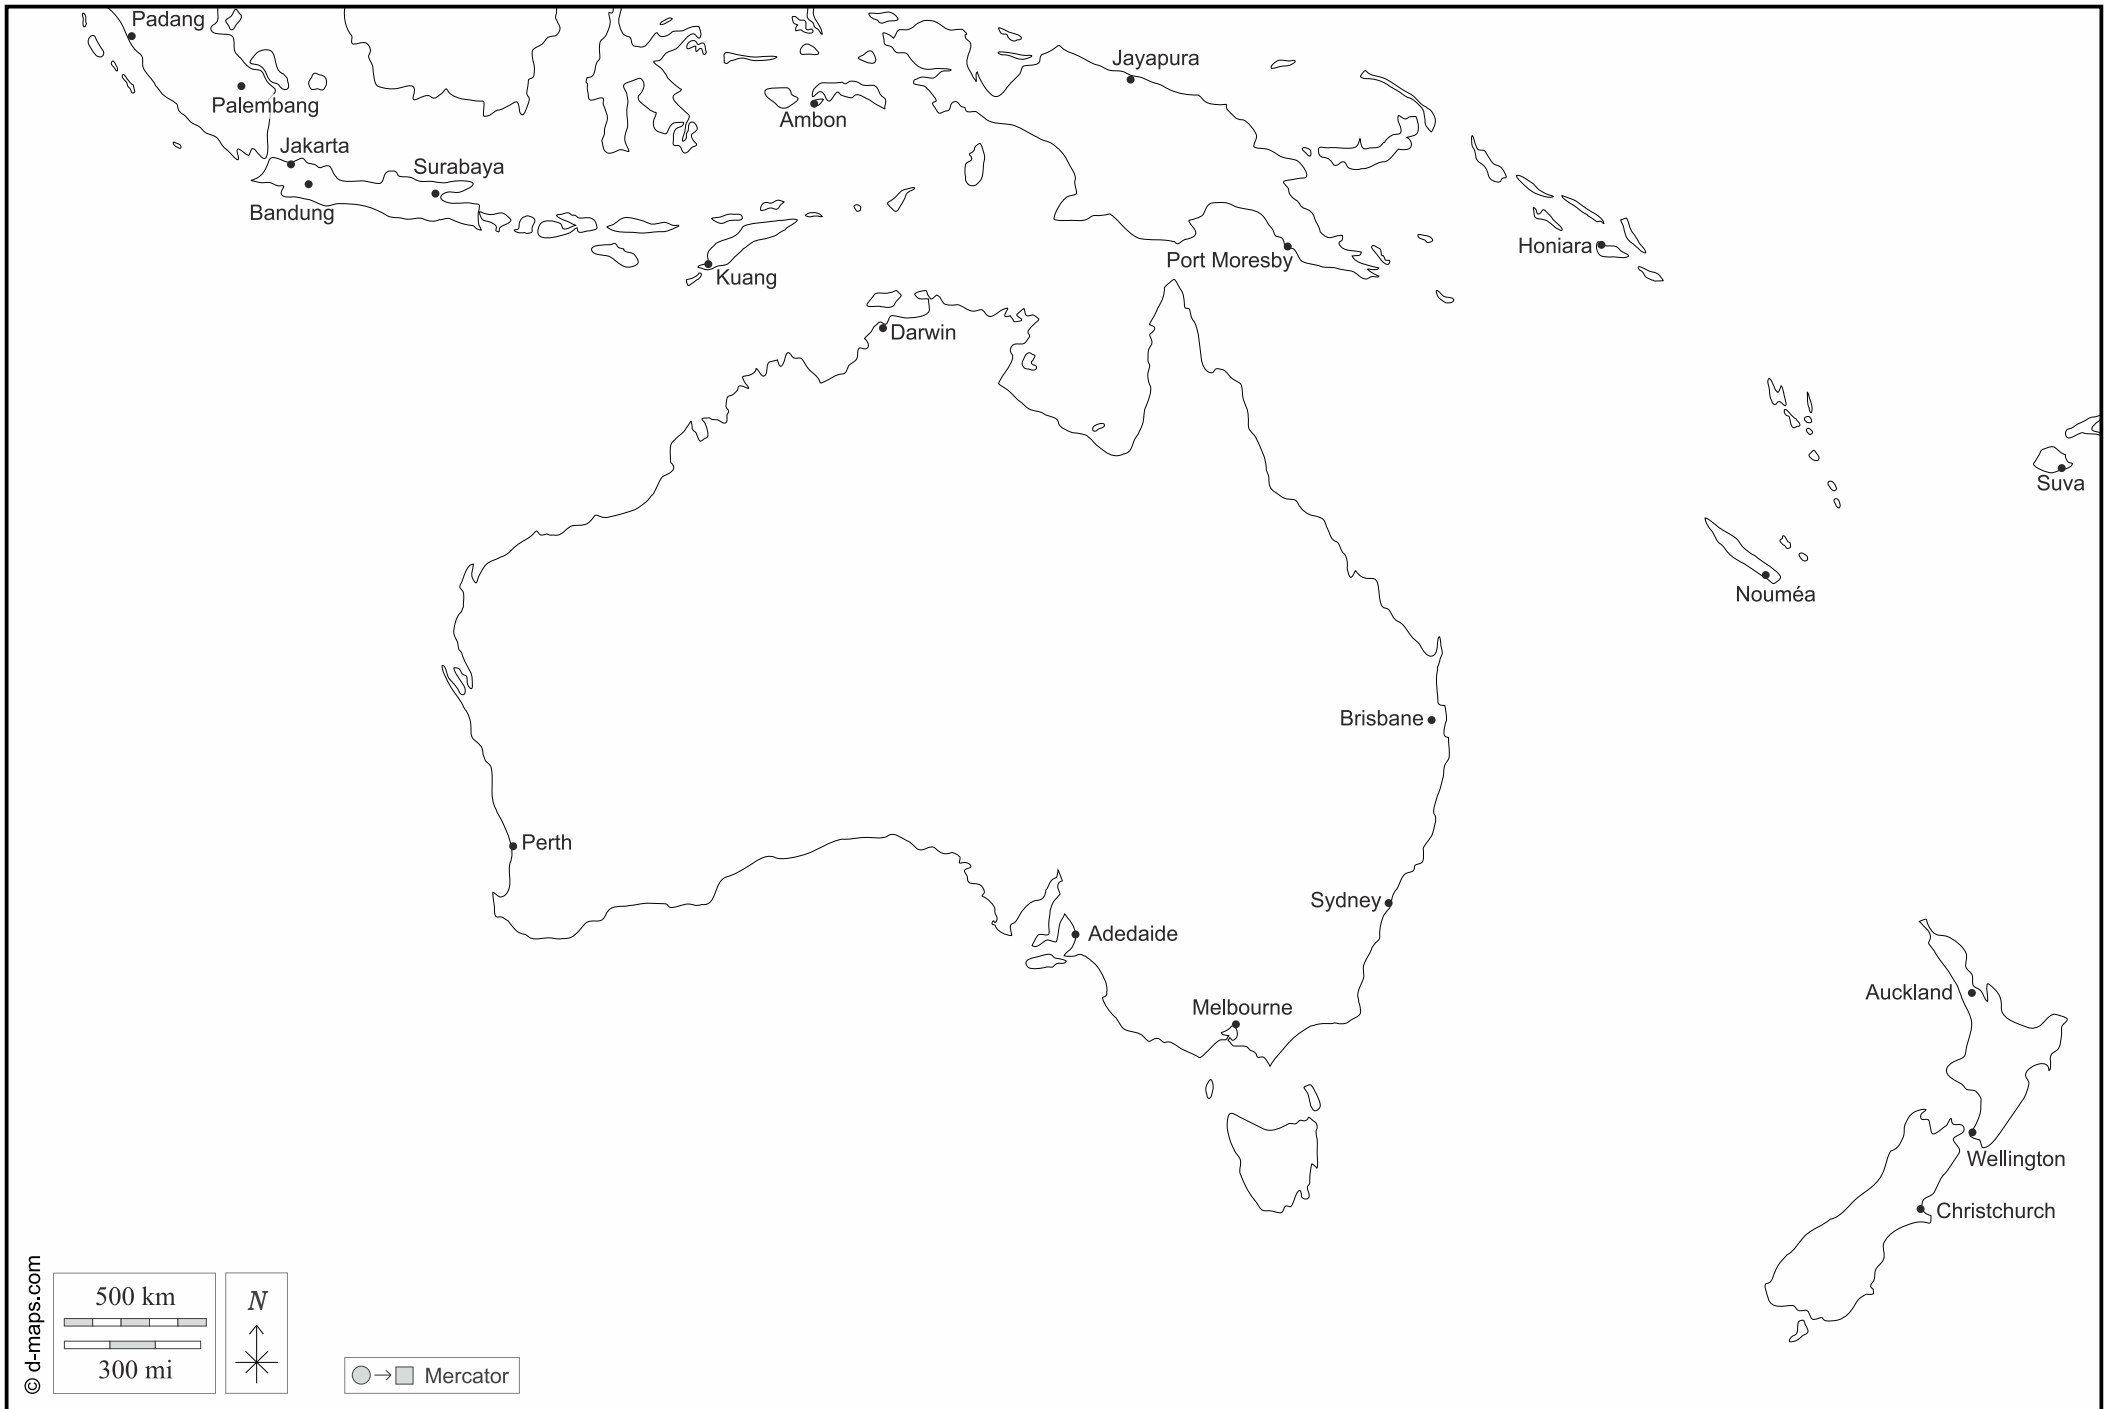 Padang
Jayapura
Palembang
Ambon
Jakarta
Surabaya
Bandung
Honiara
Port Moresby
Kuang
Darwin
Suva
Nouméa
Brisbane
Perth
Sydney
Adedaide
Auckland
Melbourne
Wellington
Christchurch
© d-maps.com
500 km
300 mi
N
Mercator